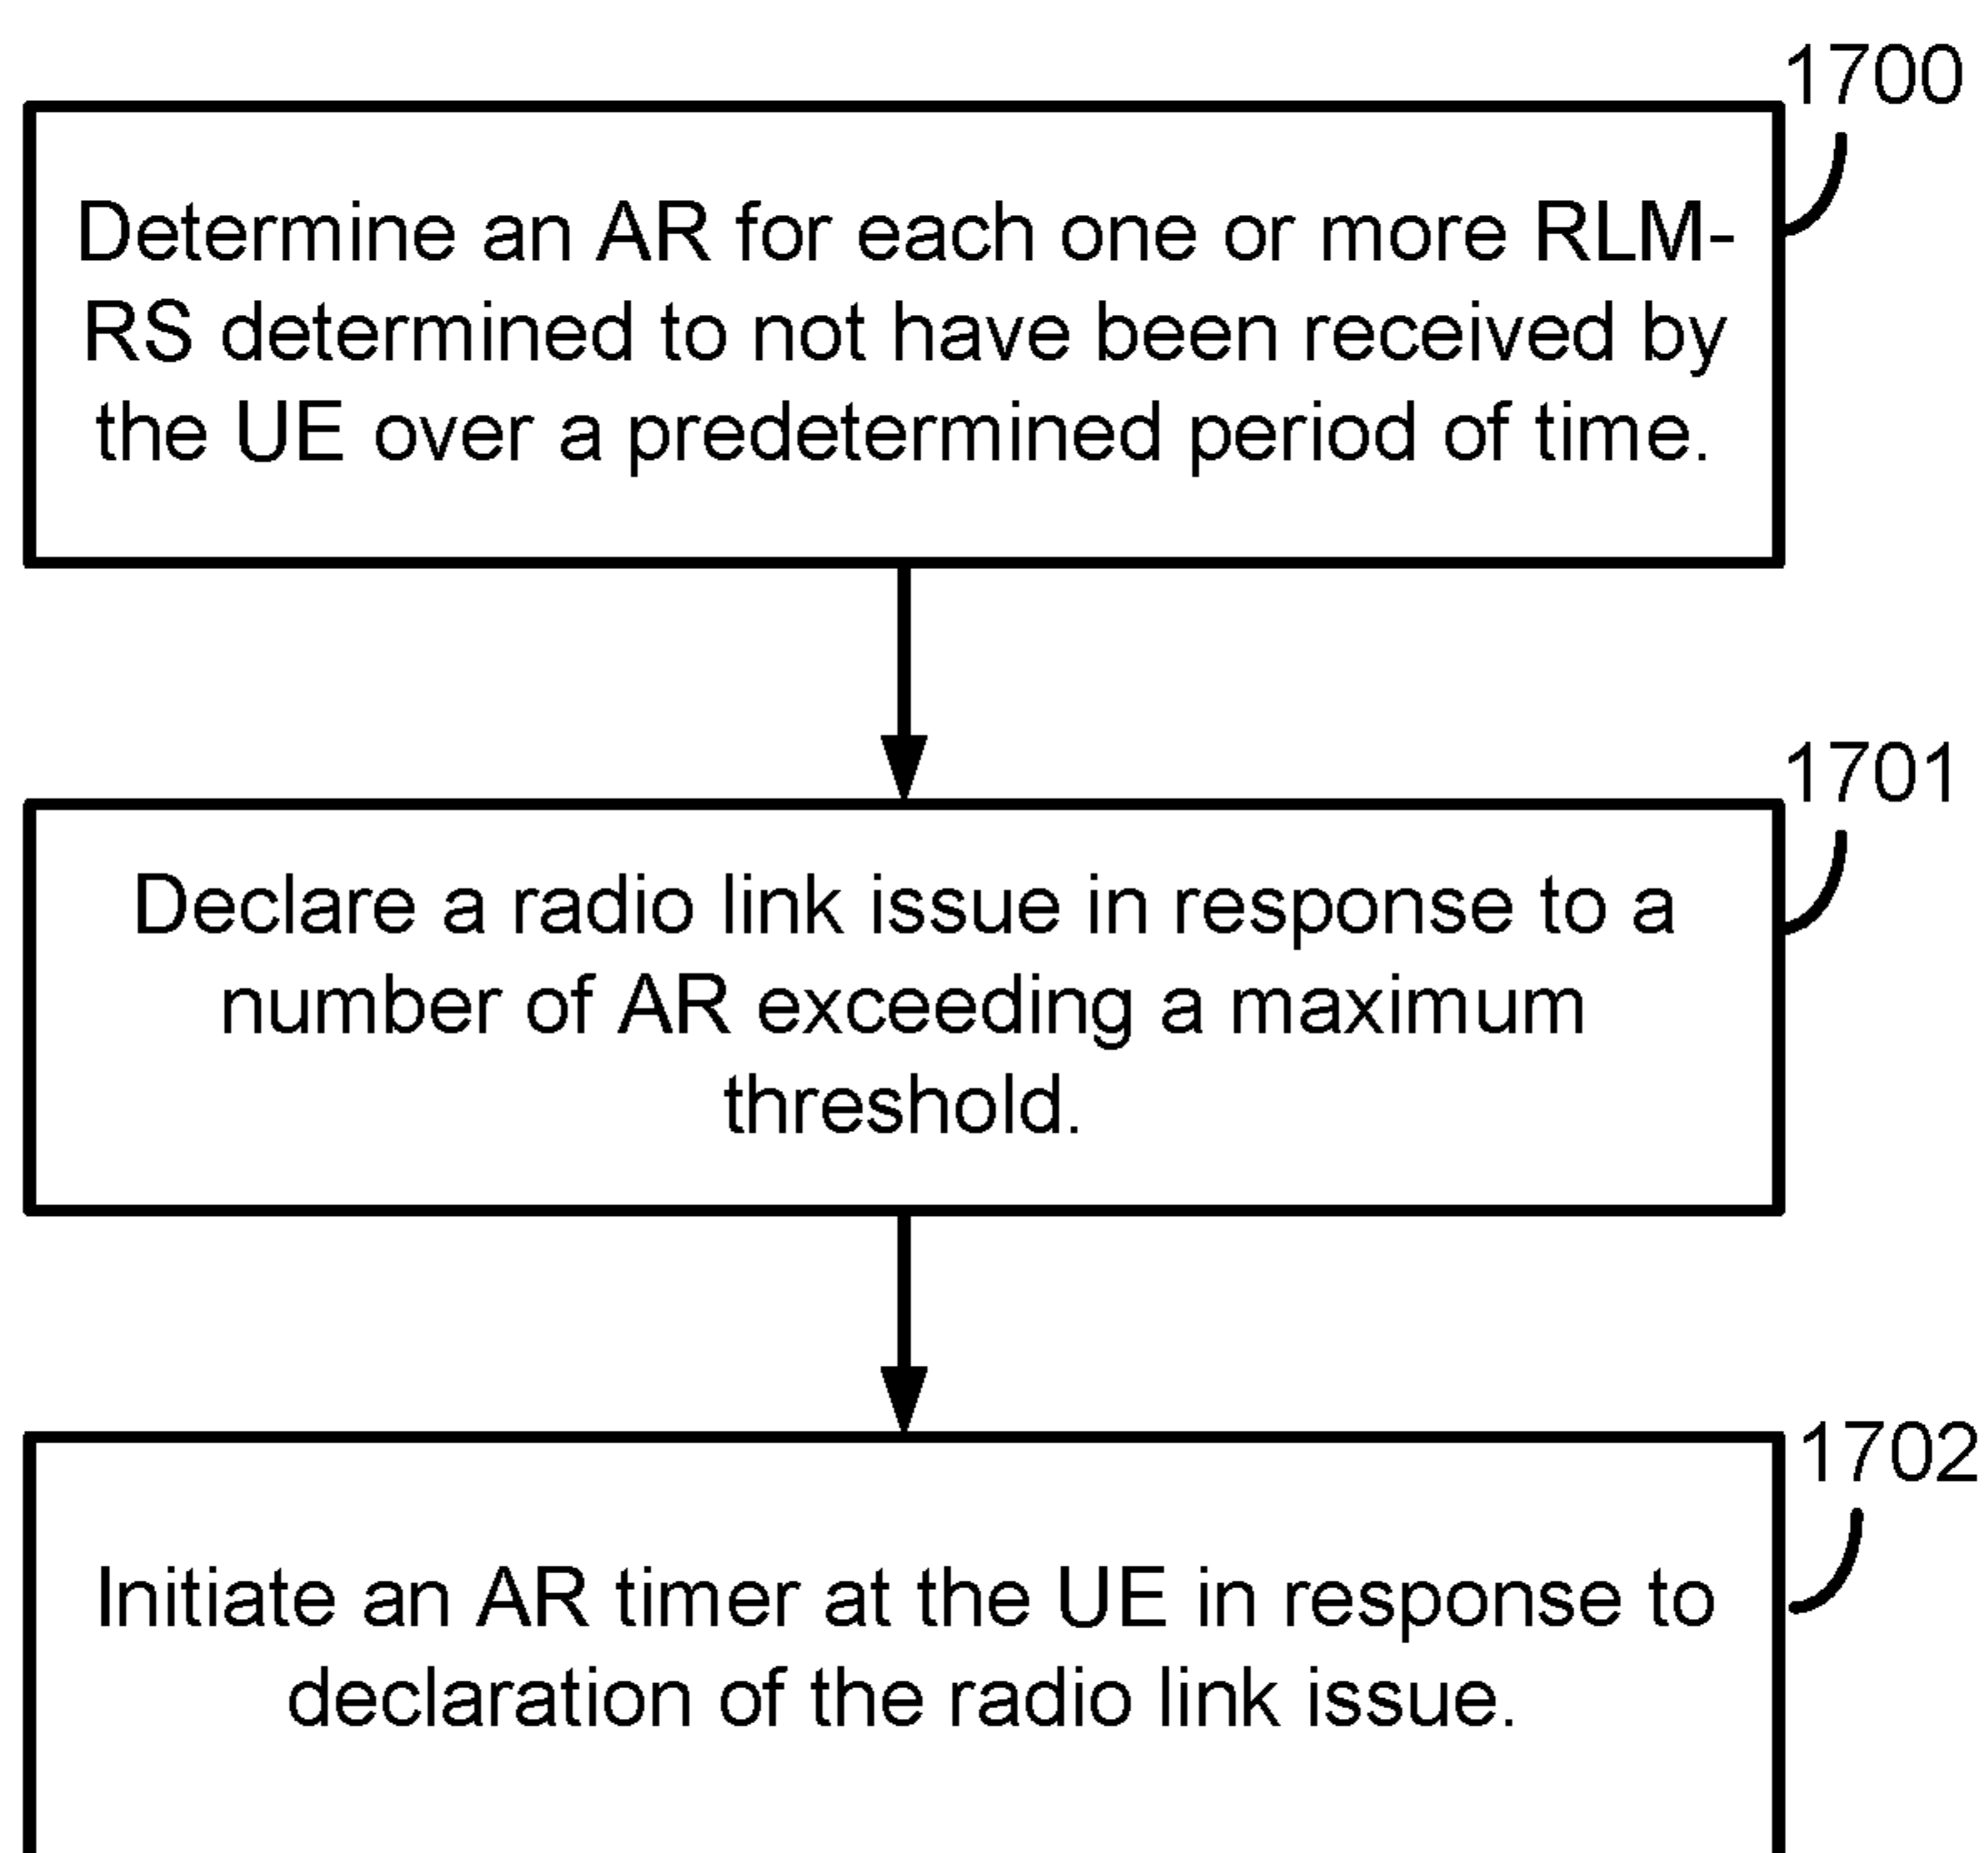 1700
Determine an AR for each one or more RLM-
RS determined to not have been received by
the UE over a predetermined period of time.
1701
Declare a radio link issue in response to a
number of AR exceeding a maximum
threshold.
1702
Initiate an AR timer at the UE in response to
declaration of the radio link issue.